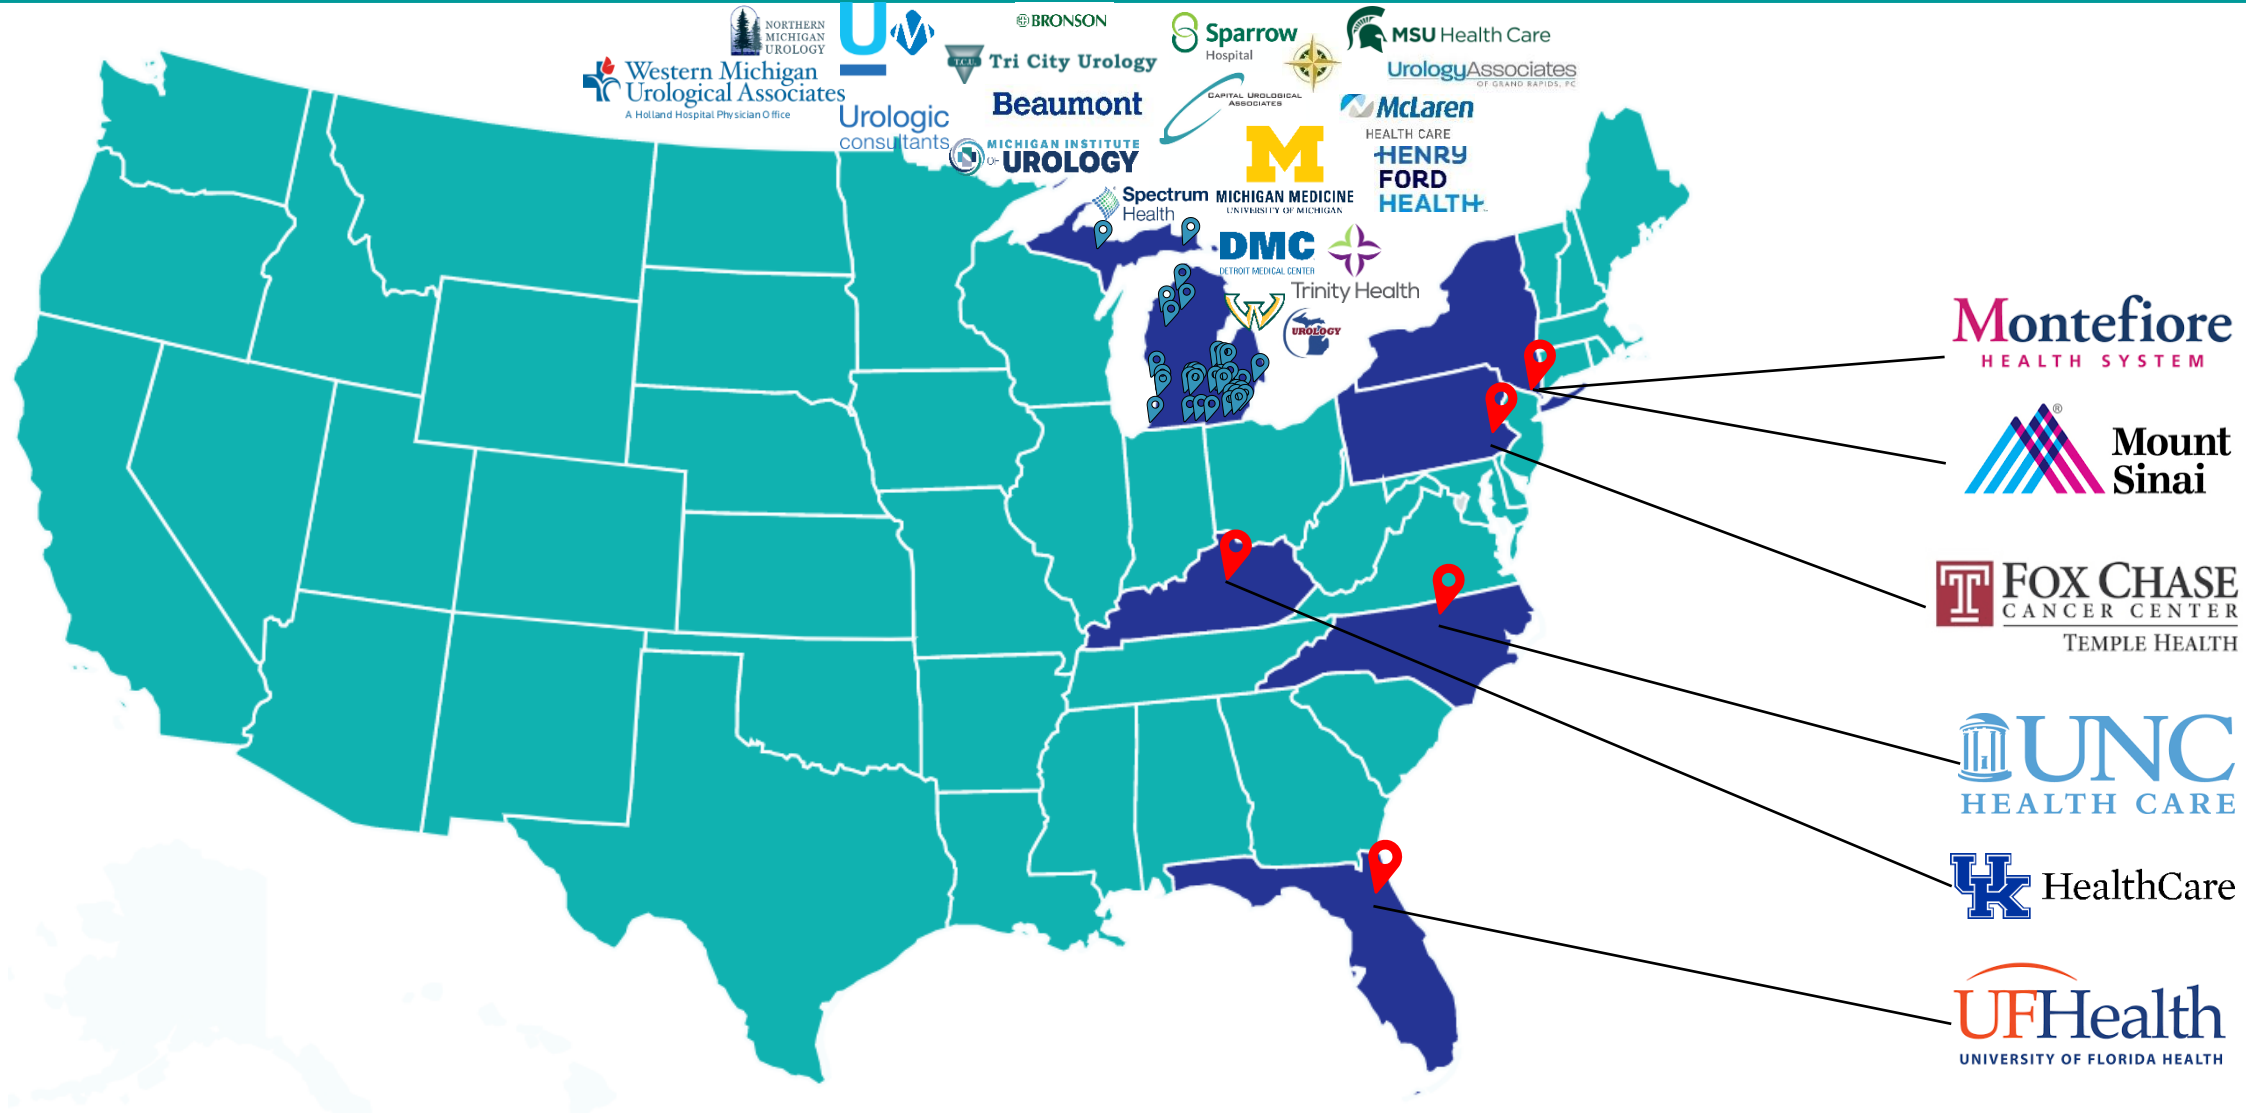 NORTHERN
MICHIGAN
UROLOGY
Western Michigan
Urological Associates
A Holland Hospital Physician Office
Urologic
consultants
BRONSON
T.C.U.
Tri City Urology
Beaumont
MICHIGAN INSTITUTE
OF UROLOGY
Sparrow
Hospital
CAPITAL UROLOGICAL
ASSOCIATES
MSU Health Care
UrologyAssociates
OF GRAND RAPIDS, PC
McLaren
HEALTH CARE
HENRY
FORD
HEALTH
M
MICHIGAN MEDICINE
UNIVERSITY OF MICHIGAN
Spectrum
Health
DMC
DETROIT MEDICAL CENTER
Trinity Health
W
UROLOGY
Montefiore
HEALTH SYSTEM
Mount
Sinai
®
T
FOX CHASE
CANCER CENTER
TEMPLE HEALTH
UNC
HEALTH CARE
UK HealthCare
UFHealth
UNIVERSITY OF FLORIDA HEALTH